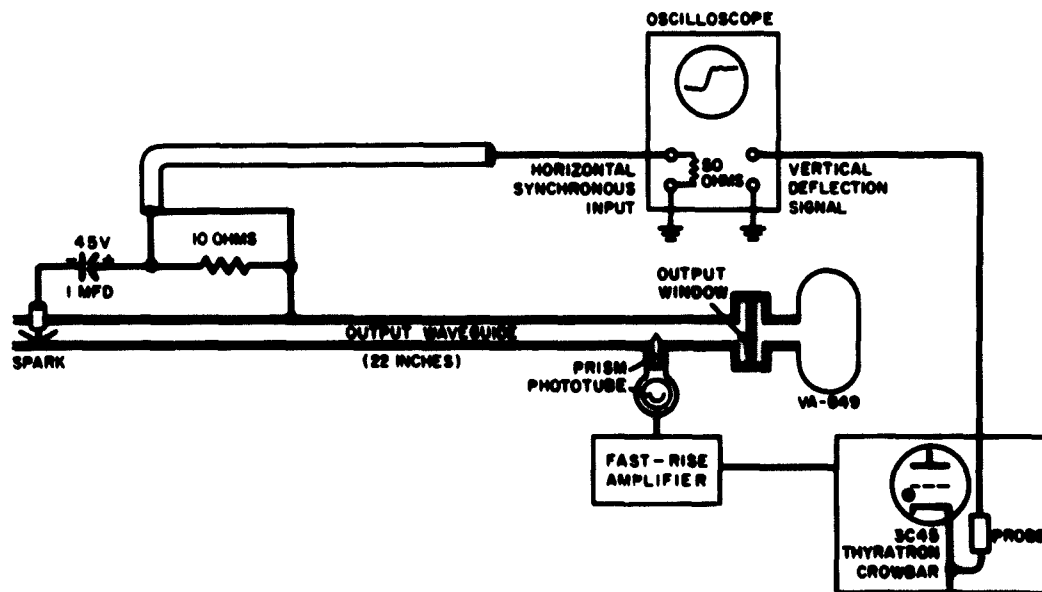 OSCILLOSCOPE
HORIZONTAL
SYNCHRONOUS
INPUT
50
OHMS
VERTICAL
DEFLECTION
SIGNAL
45V
- +
1 MFD
10 OHMS
OUTPUT
WINDOW
OUTPUT WAVEGUIDE
(22 INCHES)
SPARK
PRISM
PHOTOTUBE
VA-849
FAST-RISE
AMPLIFIER
3C45
THYRATRON
CROWBAR
PROBE